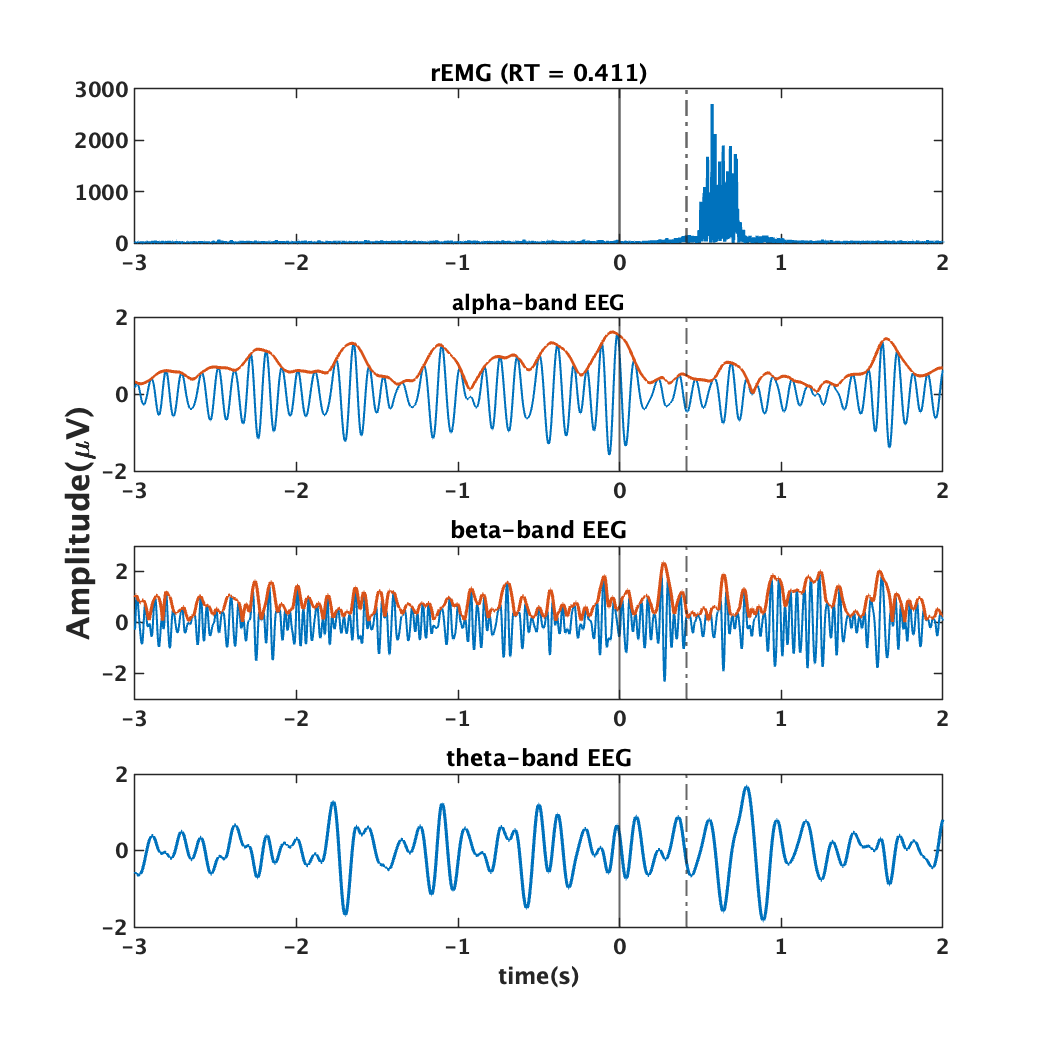 rEMG (RT = 0.411)
3000
2000
1000
0
−3 −2 −1 0 1 2
alpha−band EEG
2
0
−2
−3 −2 −1 0 1 2
beta−band EEG
2
0
−2
−3 −2 −1 0 1 2
theta−band EEG
2
0
−2
−3 −2 −1 0 1 2
time(s)
Amplitude(μV)